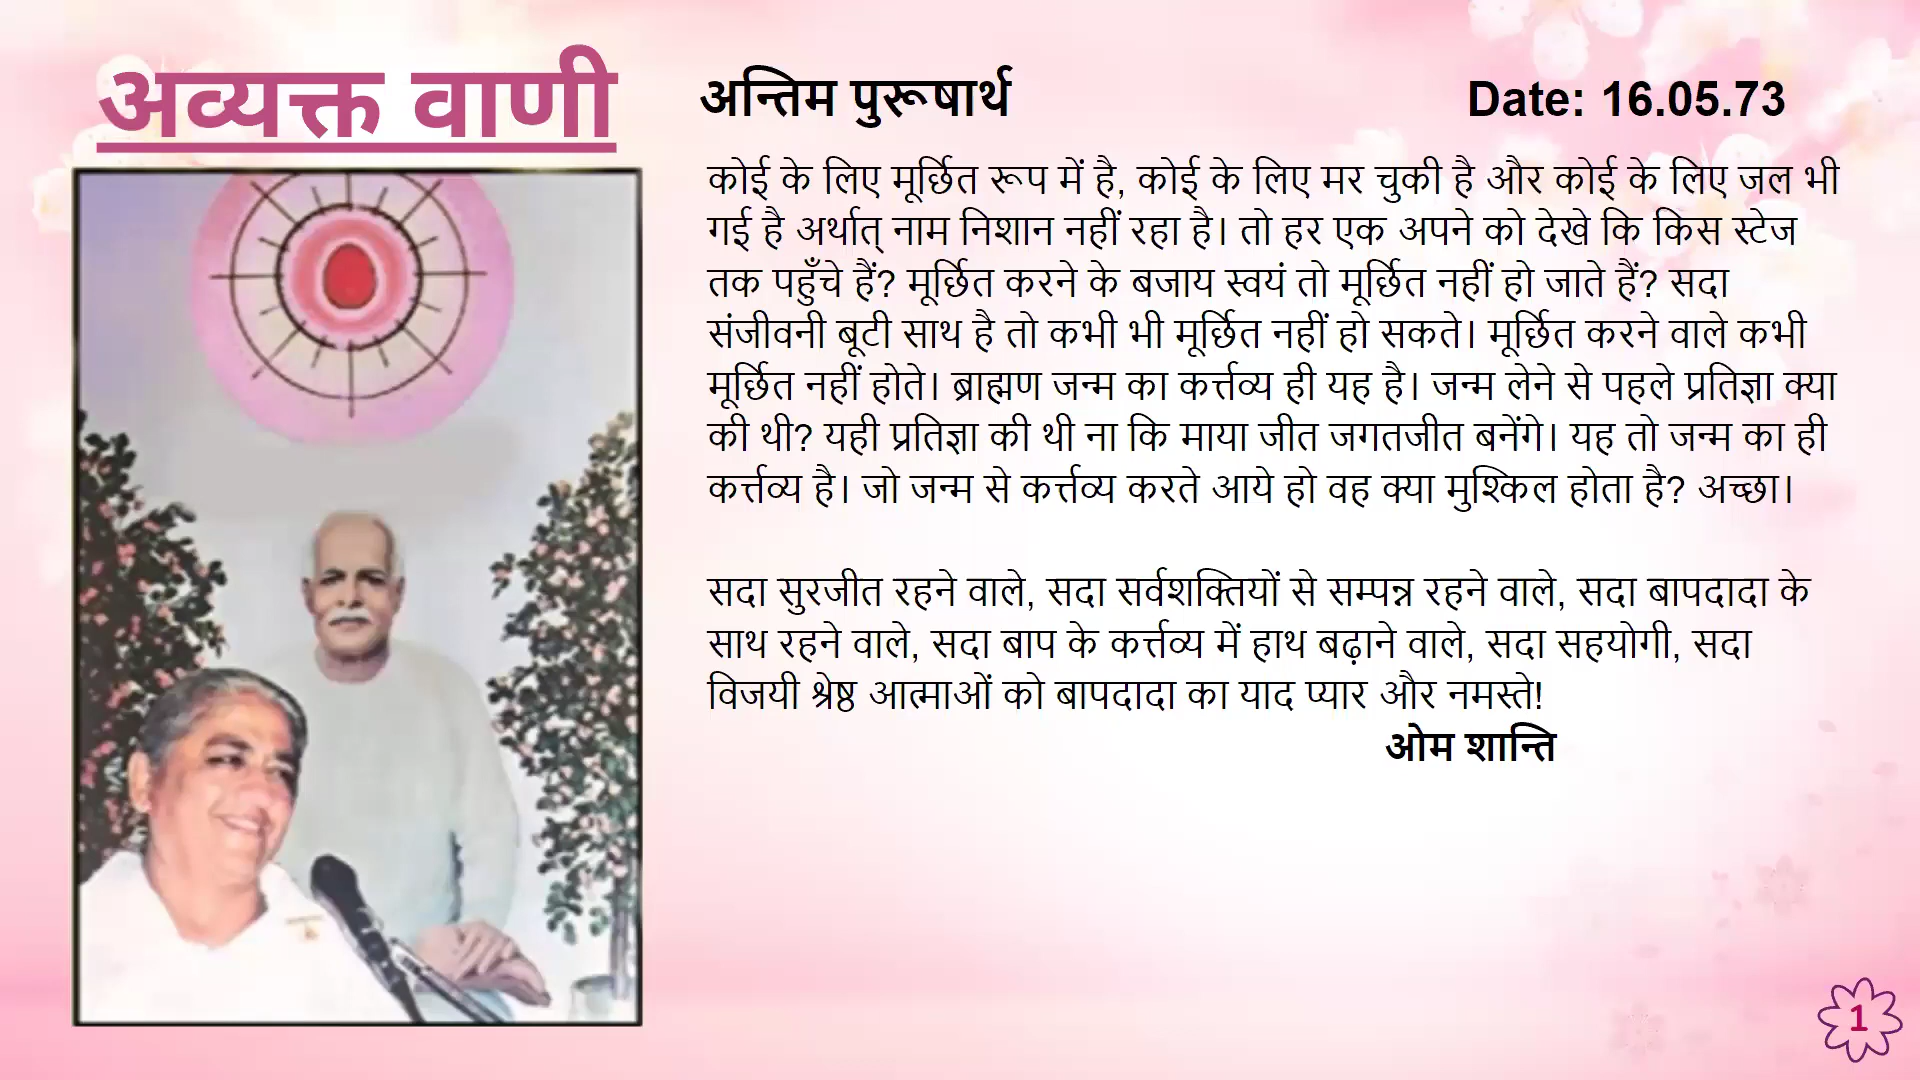 अव्यक्त वाणी
अन्तिम पुरूषार्थ
Date: 16.05.73
कोई के लिए मूर्छित रूप में है, कोई के लिए मर चुकी है और कोई के लिए जल भी
गई है अर्थात् नाम निशान नहीं रहा है। तो हर एक अपने को देखे कि किस स्टेज
तक पहुँचे हैं? मूर्छित करने के बजाय स्वयं तो मूर्छित नहीं हो जाते हैं? सदा
संजीवनी बूटी साथ है तो कभी भी मूर्छित नहीं हो सकते। मूर्छित करने वाले कभी
मूर्छित नहीं होते। ब्राह्मण जन्म का कर्त्तव्य ही यह है। जन्म लेने से पहले प्रतिज्ञा क्या
की थी? यही प्रतिज्ञा की थी ना कि माया जीत जगतजीत बनेंगे। यह तो जन्म का ही
कर्त्तव्य है। जो जन्म से कर्त्तव्य करते आये हो वह क्या मुश्किल होता है? अच्छा।
सदा सुरजीत रहने वाले, सदा सर्वशक्तियों से सम्पन्न रहने वाले, सदा बापदादा के
साथ रहने वाले, सदा बाप के कर्त्तव्य में हाथ बढ़ाने वाले, सदा सहयोगी, सदा
विजयी श्रेष्ठ आत्माओं को बापदादा का याद प्यार और नमस्ते!
ओम शान्ति
1